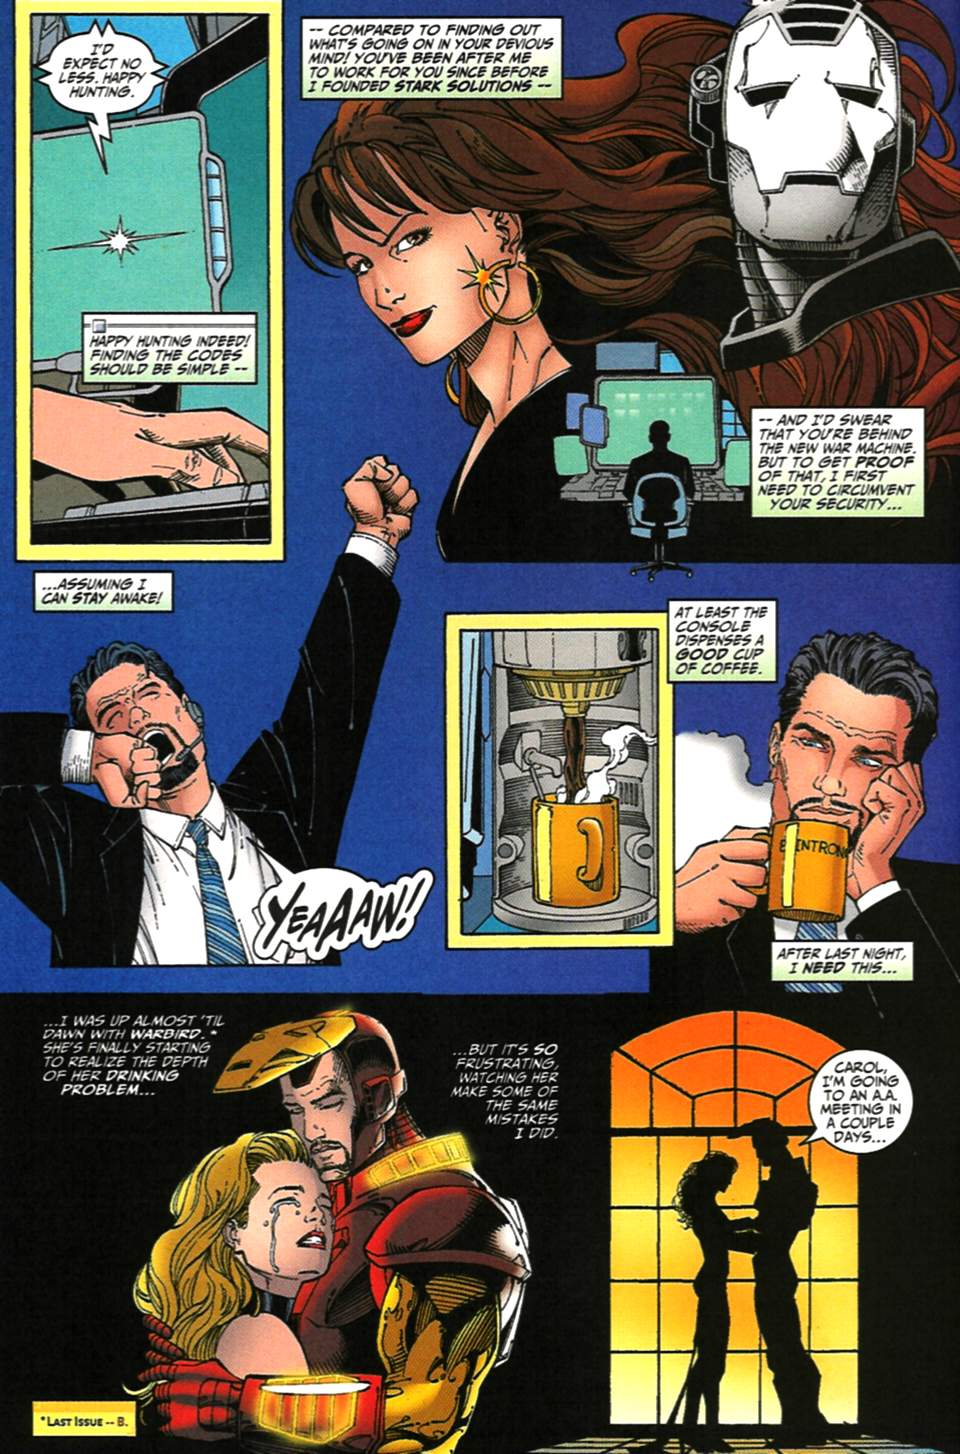 I'D
EXPECT NO
LESS. HAPPY
HUNTING.
HAPPY HUNTING INDEED!
FINDING THE CODES
SHOULD BE SIMPLE --
-- COMPARED TO FINDING OUT
WHAT'S GOING ON IN YOUR DEVIOUS
MIND! YOU'VE BEEN AFTER ME
TO WORK FOR YOU SINCE BEFORE
I FOUNDED STARK SOLUTIONS --
-- AND I'D SWEAR
THAT YOU'RE BEHIND
THE NEW WAR MACHINE.
BUT TO GET PROOF
OF THAT, I FIRST
NEED TO CIRCUMVENT
YOUR SECURITY...
...ASSUMING I
CAN STAY AWAKE!
YEAAAW!
AT LEAST THE
CONSOLE
DISPENSES A
GOOD CUP
OF COFFEE.
AFTER LAST NIGHT,
I NEED THIS...
...I WAS UP ALMOST 'TIL
DAWN WITH WARBIRD.*
SHE'S FINALLY STARTING
TO REALIZE THE DEPTH
OF HER DRINKING
PROBLEM...
...BUT IT'S SO
FRUSTRATING,
WATCHING HER
MAKE SOME OF
THE SAME
MISTAKES
I DID.
CAROL,
I'M GOING
TO AN A.A.
MEETING IN
A COUPLE
DAYS...
*LAST ISSUE -- B.